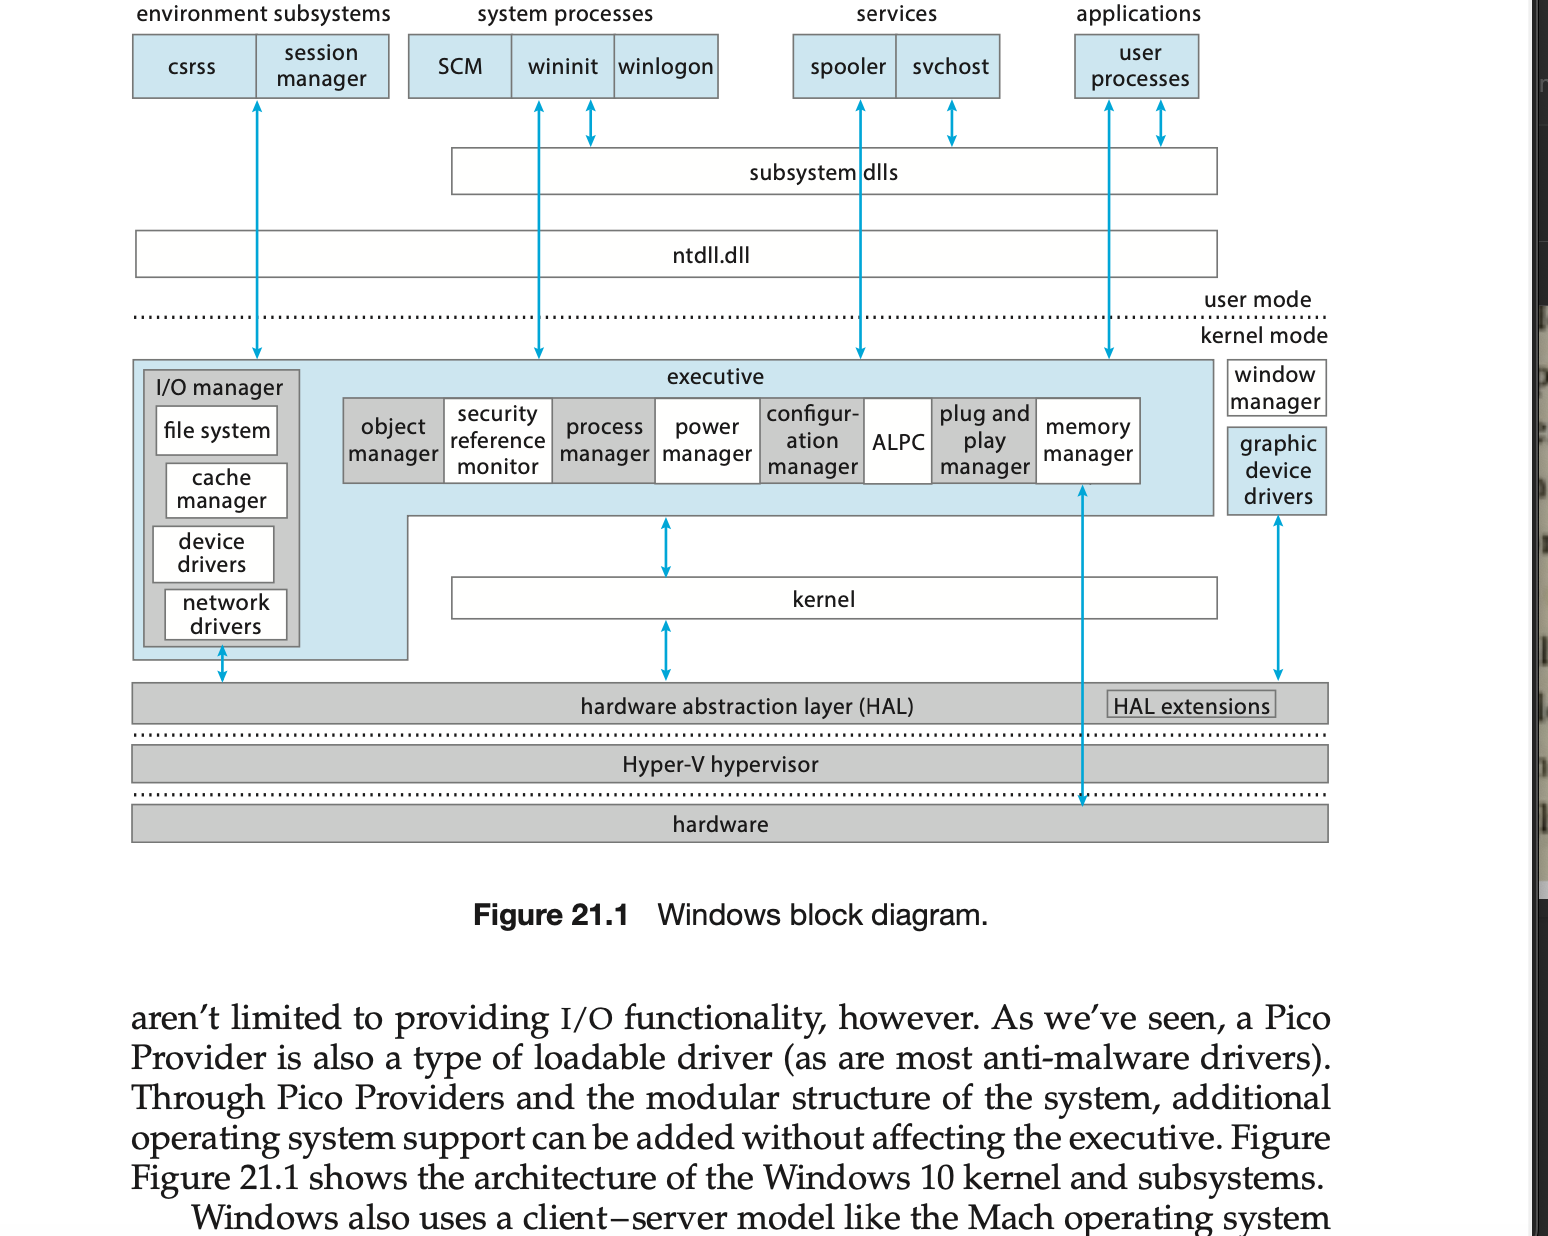 environment subsystems system processes services applications
csrss session manager SCM wininit winlogon spooler svchost user processes
subsystem dlls
ntdll.dll
user mode
kernel mode
executive
I/O manager
file system
cache manager
device drivers
network drivers
object manager
security reference monitor
process manager
power manager
configur-
ation
manager
ALPC
plug and play manager
memory manager
window manager
graphic device drivers
kernel
hardware abstraction layer (HAL) HAL extensions
Hyper-V hypervisor
hardware
Figure 21.1 Windows block diagram.
aren’t limited to providing I/O functionality, however. As we’ve seen, a Pico
Provider is also a type of loadable driver (as are most anti-malware drivers).
Through Pico Providers and the modular structure of the system, additional
operating system support can be added without affecting the executive. Figure
Figure 21.1 shows the architecture of the Windows 10 kernel and subsystems.
Windows also uses a client–server model like the Mach operating system